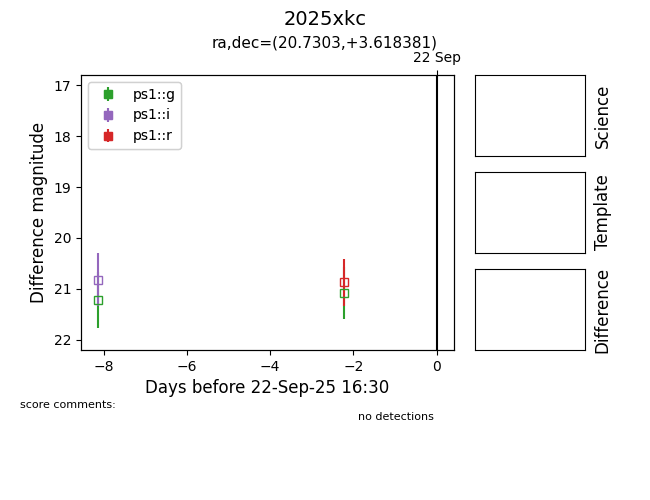 2025xkc
ra,dec=(20.7303,+3.618381)
22 Sep
ps1::g
ps1::i
ps1::r
17
18
19
20
21
22
Difference magnitude
−8
−6
−4
−2
0
Days before 22-Sep-25 16:30
Science
Template
Difference
score comments:
no detections